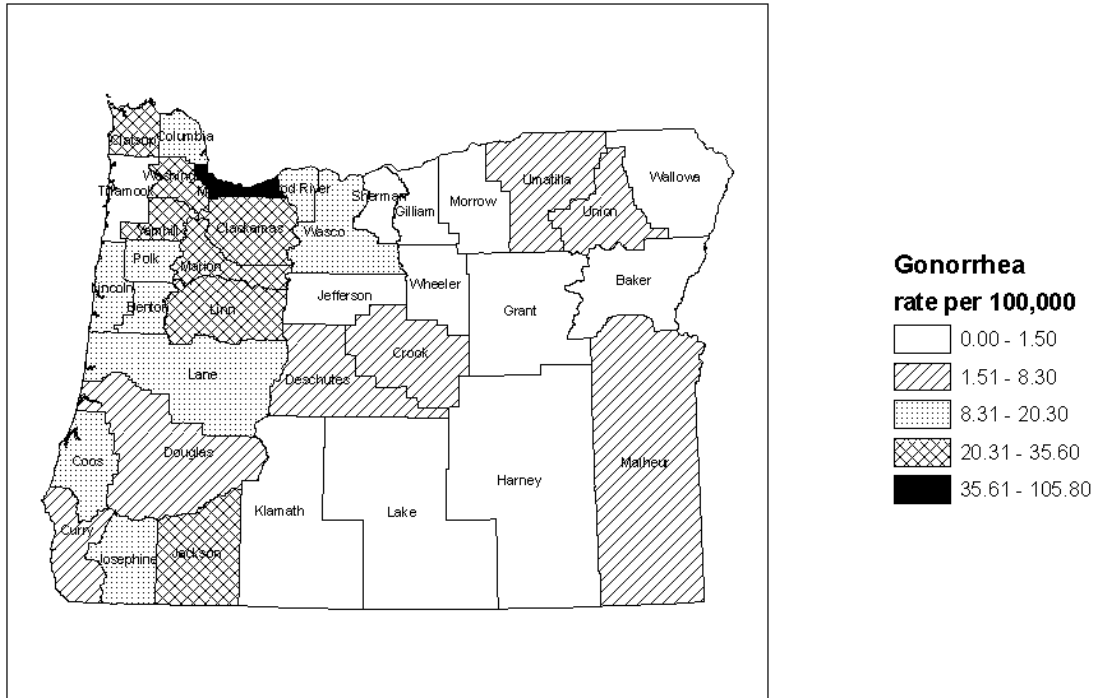 Clatsop
Columbia
Washing
Tillamook
M
od River
Sherman
Gilliam
Morrow
Umatilla
Wallowa
Union
Yamhill
Clackamas
Wasco
Polk
Marion
Lincoln
Benton
Linn
Jefferson
Wheeler
Grant
Baker
Lane
Deschutes
Crook
Coos
Douglas
Malheur
Harney
Klamath
Lake
Curry
Josephine
Jackson
Gonorrhea
rate per 100,000
0.00 - 1.50
1.51 - 8.30
8.31 - 20.30
20.31 - 35.60
35.61 - 105.80